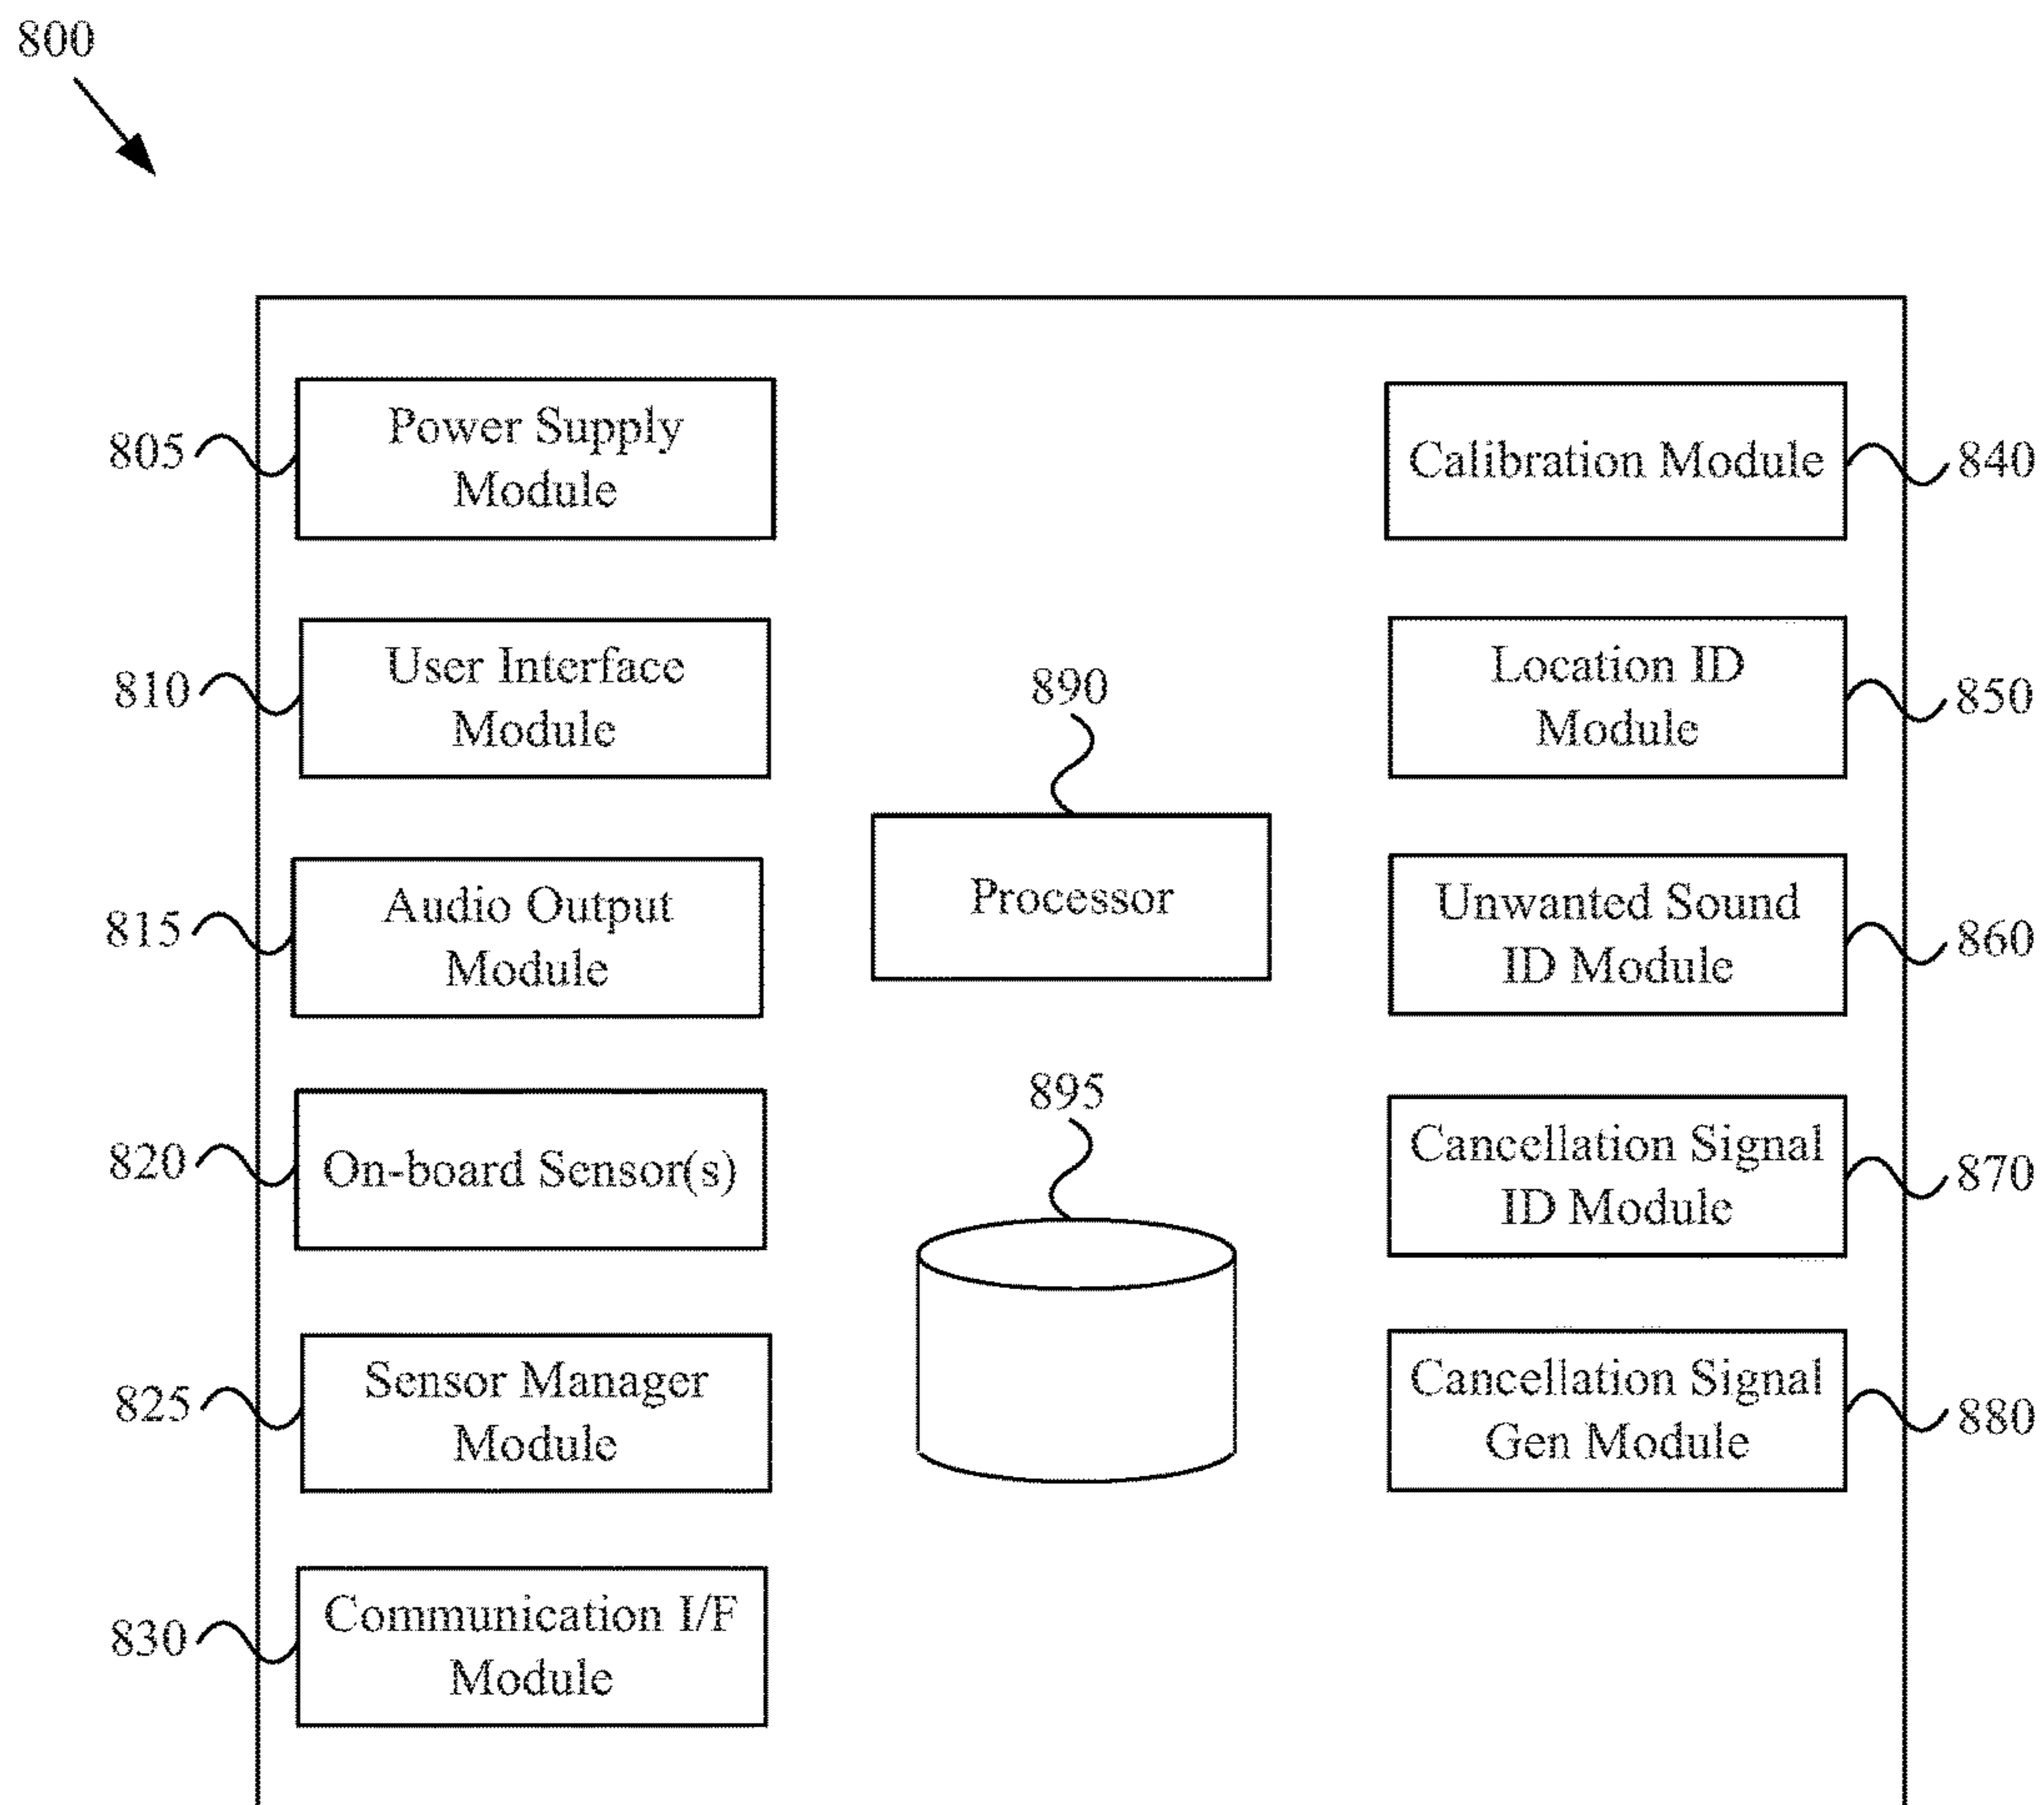 800
805
Power Supply
Module
810
User Interface
Module
815
Audio Output
Module
820
On-board Sensor(s)
825
Sensor Manager
Module
830
Communication I/F
Module
890
Processor
895
Calibration Module
840
Location ID
Module
850
Unwanted Sound
ID Module
860
Cancellation Signal
ID Module
870
Cancellation Signal
Gen Module
880